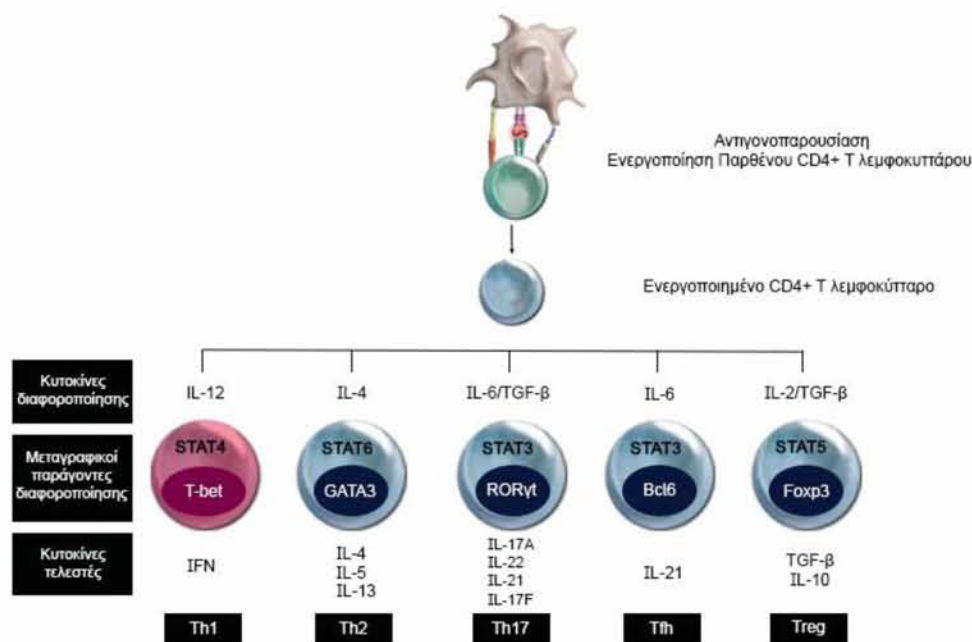 Αντιγονοπαρουσίαση
Ενεργοποίηση Παρθένου CD4+ Τ λεμφοκυττάρου
Ενεργοποιημένο CD4+ Τ λεμφοκύτταρο
Κυτοκίνες
διαφοροποίησης
IL-12
IL-4
IL-6/TGF-β
IL-6
IL-2/TGF-β
Μεταγραφικοί
παράγοντες
διαφοροποίησης
STAT4
T-bet
STAT6
GATA3
STAT3
RORγt
STAT3
Bcl6
STAT5
Foxp3
Κυτοκίνες
τελεστές
IFN
IL-4
IL-5
IL-13
IL-17A
IL-22
IL-21
IL-17F
IL-21
TGF-β
IL-10
Th1
Th2
Th17
Tfh
Treg